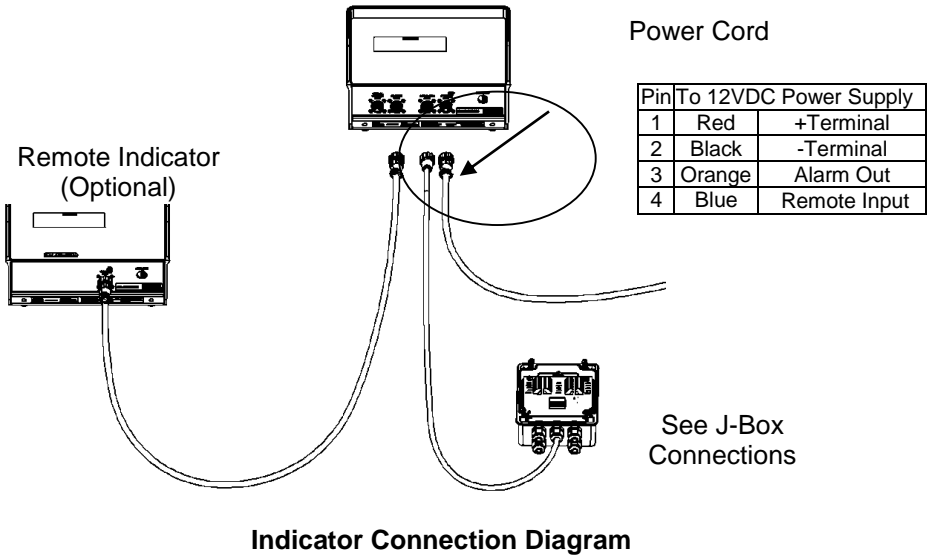 Power Cord
Pin To 12VDC Power Supply
1 Red +Terminal
2 Black -Terminal
3 Orange Alarm Out
4 Blue Remote Input
Remote Indicator
(Optional)
See J-Box
Connections
Indicator Connection Diagram